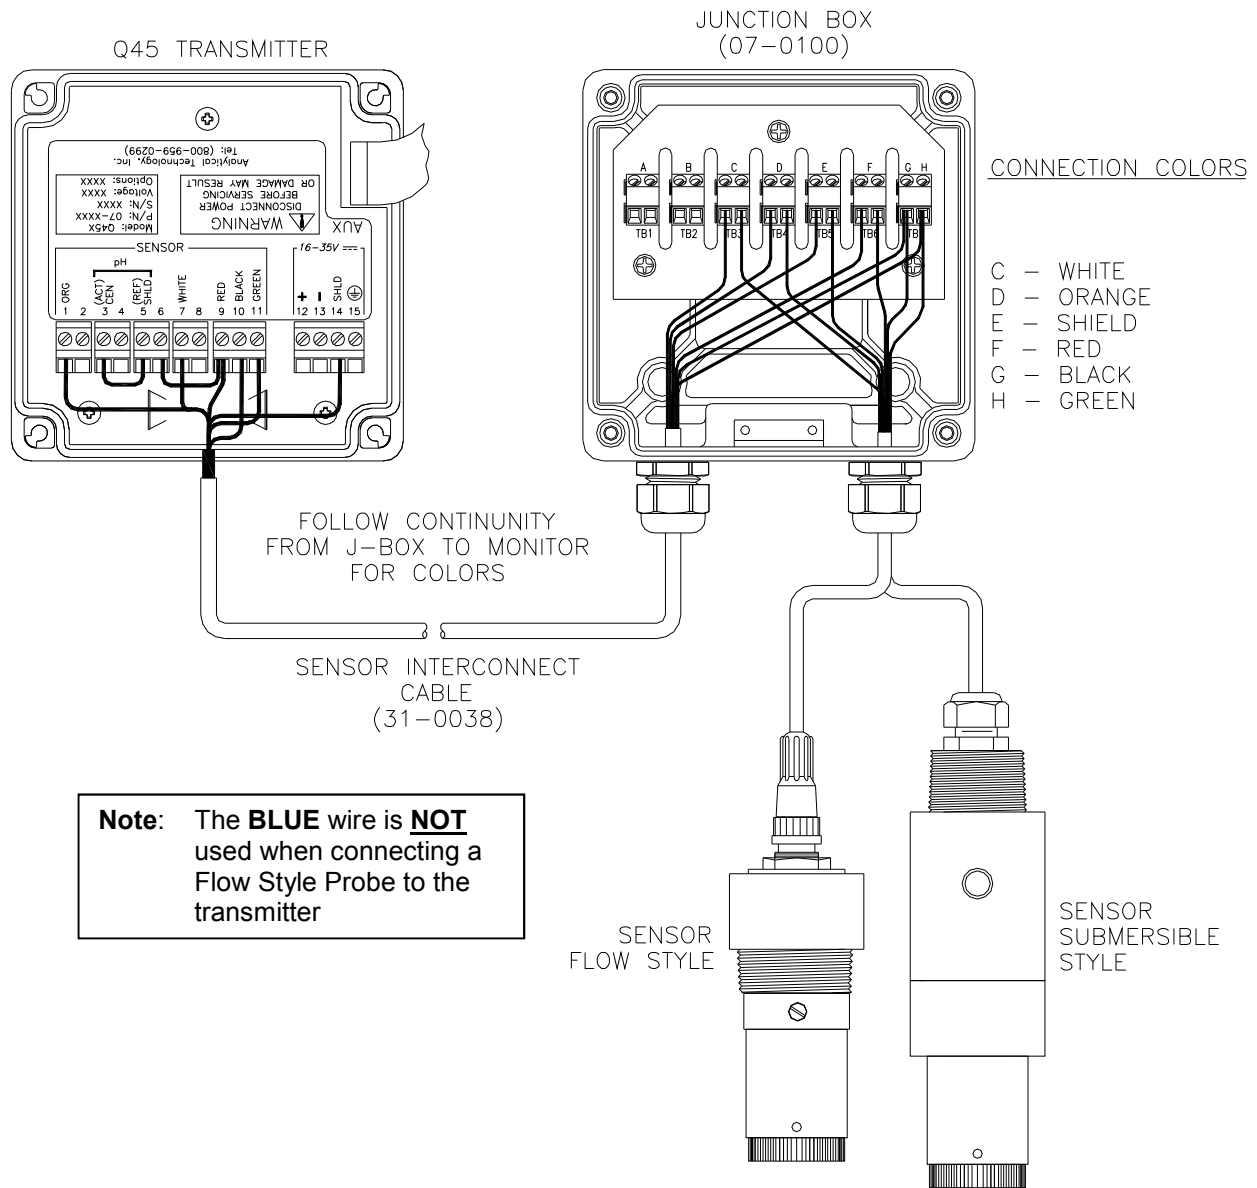 Q45 TRANSMITTER
Analytical Technology, Inc.
Tel: (800-959-0299)
WARNING
DISCONNECT POWER
BEFORE SERVICING
OR DAMAGE MAY RESULT
Model: Q45X
P/N: 07-XXXX
S/N: XXXX
Voltage: XXXX
Options: XXXX
AUX
SENSOR
16-35V
pH
ORG
(ACT)
CEN
(REF)
SHLD
WHITE
RED
BLACK
GREEN
+
-
SHLD
1 2 3 4 5 6 7 8 9 10 11 12 13 14 15
JUNCTION BOX
(07-0100)
A B C D E F G H
TB1 TB2 TB3 TB4 TB5 TB6 TB
CONNECTION COLORS
C - WHITE
D - ORANGE
E - SHIELD
F - RED
G - BLACK
H - GREEN
FOLLOW CONTINUNITY
FROM J-BOX TO MONITOR
FOR COLORS
SENSOR INTERCONNECT
CABLE
(31-0038)
Note: The BLUE wire is NOT
used when connecting a
Flow Style Probe to the
transmitter
SENSOR
FLOW STYLE
SENSOR
SUBMERSIBLE
STYLE